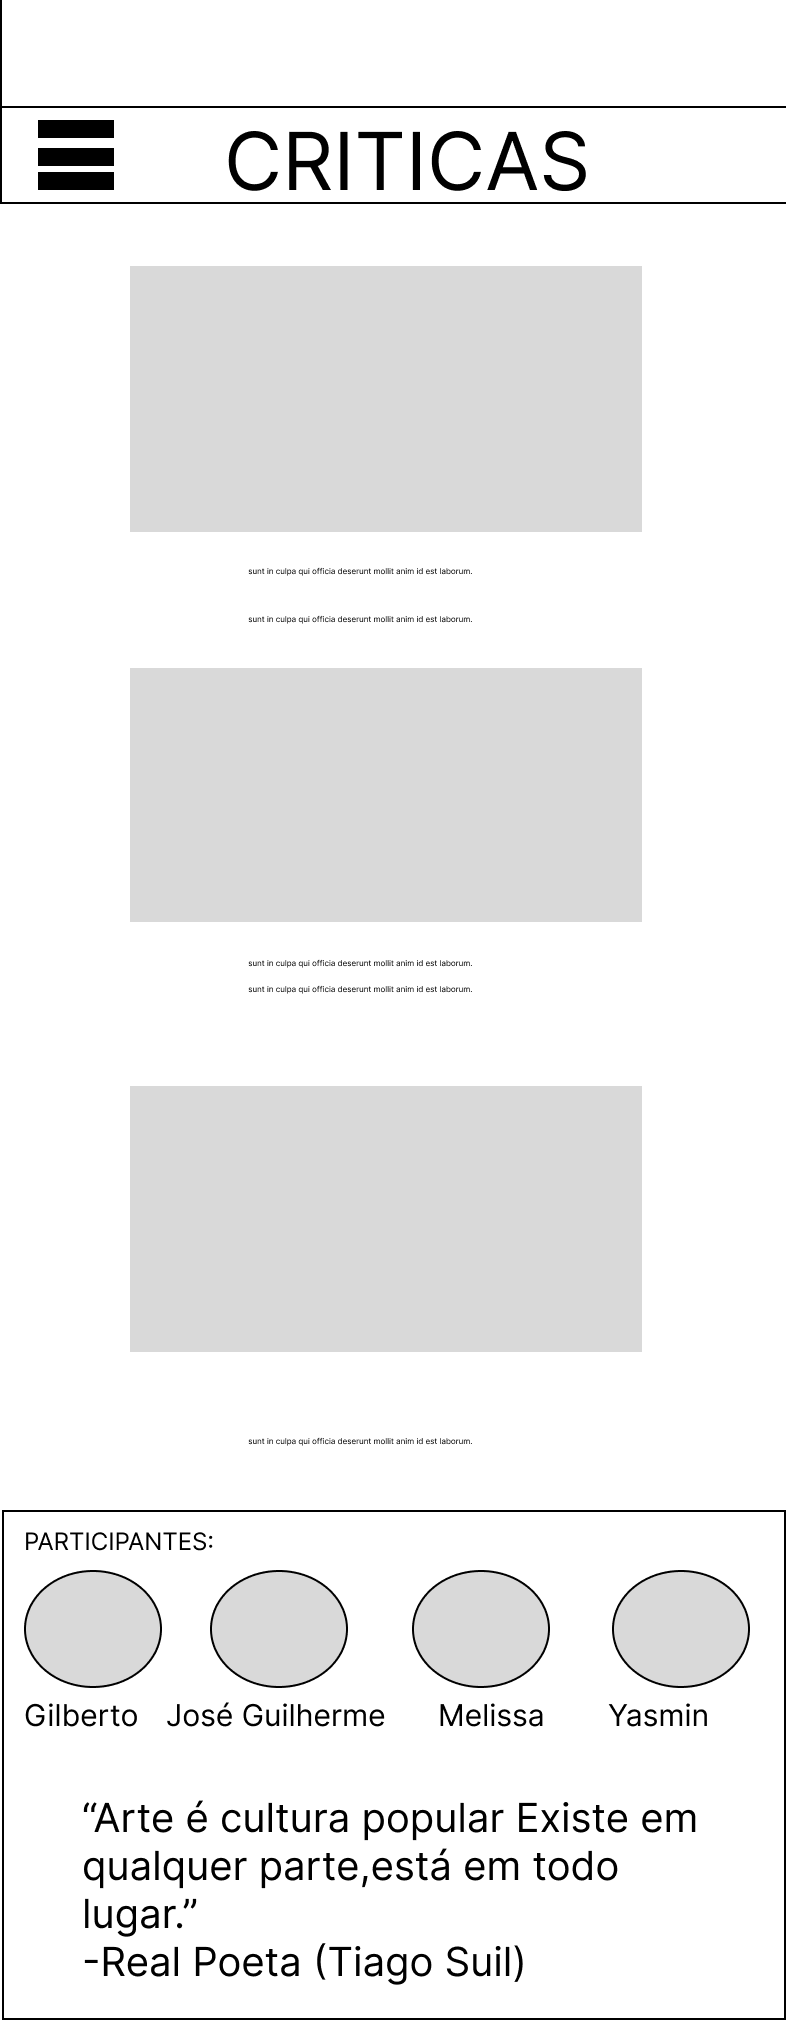 CRITICAS
sunt in culpa qui officia deserunt mollit anim id est laborum.
sunt in culpa qui officia deserunt mollit anim id est laborum.
sunt in culpa qui officia deserunt mollit anim id est laborum.
sunt in culpa qui officia deserunt mollit anim id est laborum.
sunt in culpa qui officia deserunt mollit anim id est laborum.
PARTICIPANTES:
Gilberto José Guilherme Melissa Yasmin
“Arte é cultura popular Existe em
qualquer parte,está em todo
lugar.”
-Real Poeta (Tiago Suil)